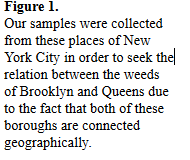 Figure 1.
Our samples were collected
from these places of New
York City in order to seek the
relation between the weeds
of Brooklyn and Queens due
to the fact that both of these
boroughs are connected
geographically.